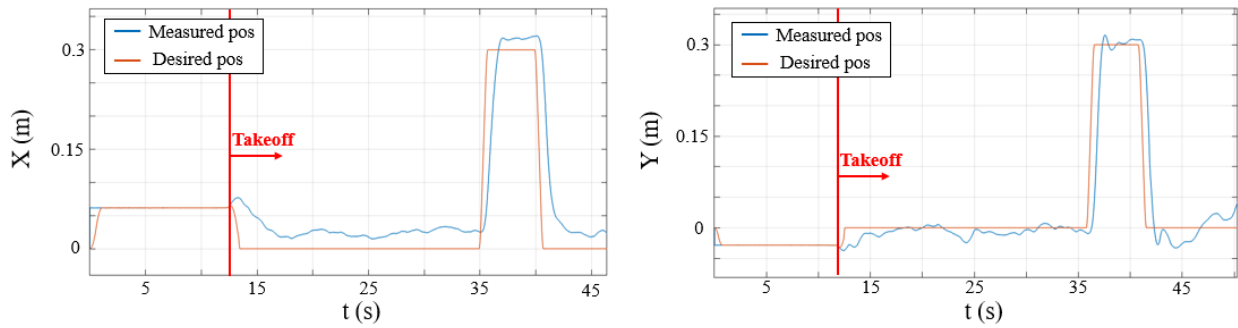 Measured pos
Desired pos
Takeoff
X (m)
0.3
0.15
0
5
15
25
35
45
t (s)
Measured pos
Desired pos
Takeoff
Y (m)
0.3
0.15
0
5
15
25
35
45
t (s)